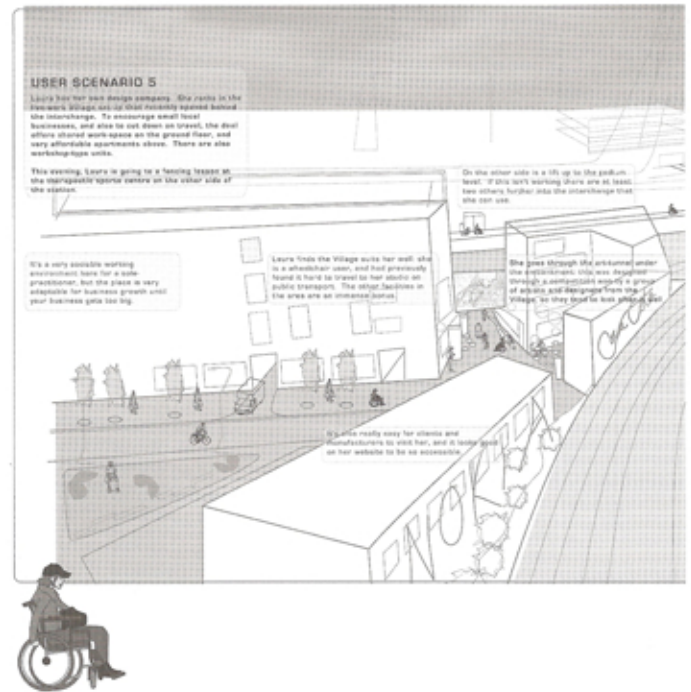 USER SCENARIO 5
Laura has her own design company. She rents in the
live-work Village set-up that recently opened behind
the interchange. To encourage small local
businesses, and also to cut down on travel, the deal
offers shared work-space on the ground floor, and
very affordable apartments above. There are also
workshop-type units.
This evening, Laura is going to a fencing lesson at
the therapeutic sports centre on the other side of
the station.
It's a very sociable working
environment here for a sole-
practitioner, but the place is very
adaptable for business growth until
your business gets too big.
Laura finds the Village suits her well: she
is a wheelchair user, and had previously
found it hard to travel to her studio on
public transport. The other facilities in
the area are an immense bonus.
On the other side is a lift up to the podium
level. If this isn't working there are at least
two others further into the interchange that
she can use.
She goes through the art-tunnel under
the embankment: this was designed
through a competition won by a group
of artists and designers from the
Village, so they tend to look after it well
It's also really easy for clients and
manufacturers to visit her, and it looks good
on her website to be so accessible.